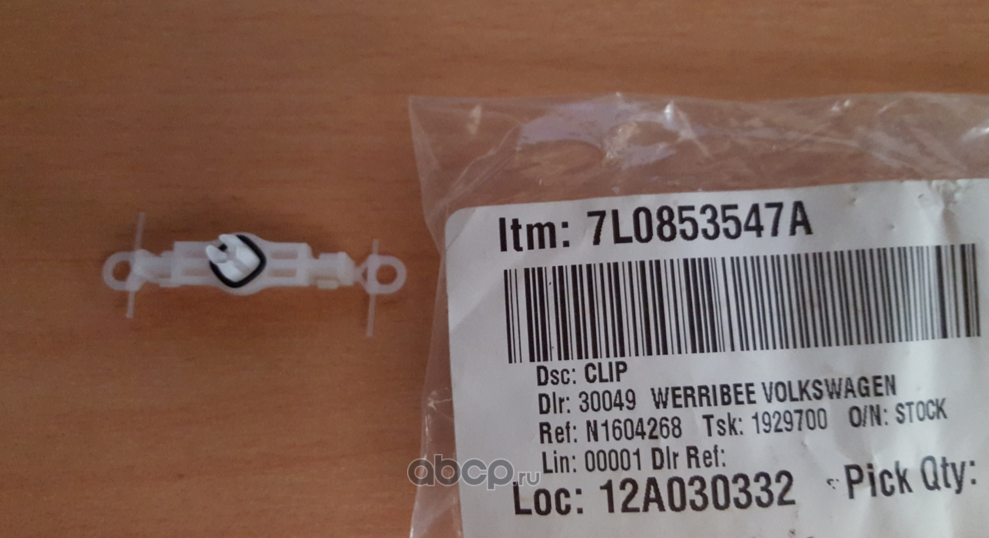 Itm: 7L0853547A
Dsc: CLIP
Dlr: 30049 WERRIBEE VOLKSWAGEN
Ref: N1604268 Tsk: 1929700 O/N: STOCK
Lin: 00001 Dlr Ref:
abcp.ru
Loc: 12A030332 Pick Qty: